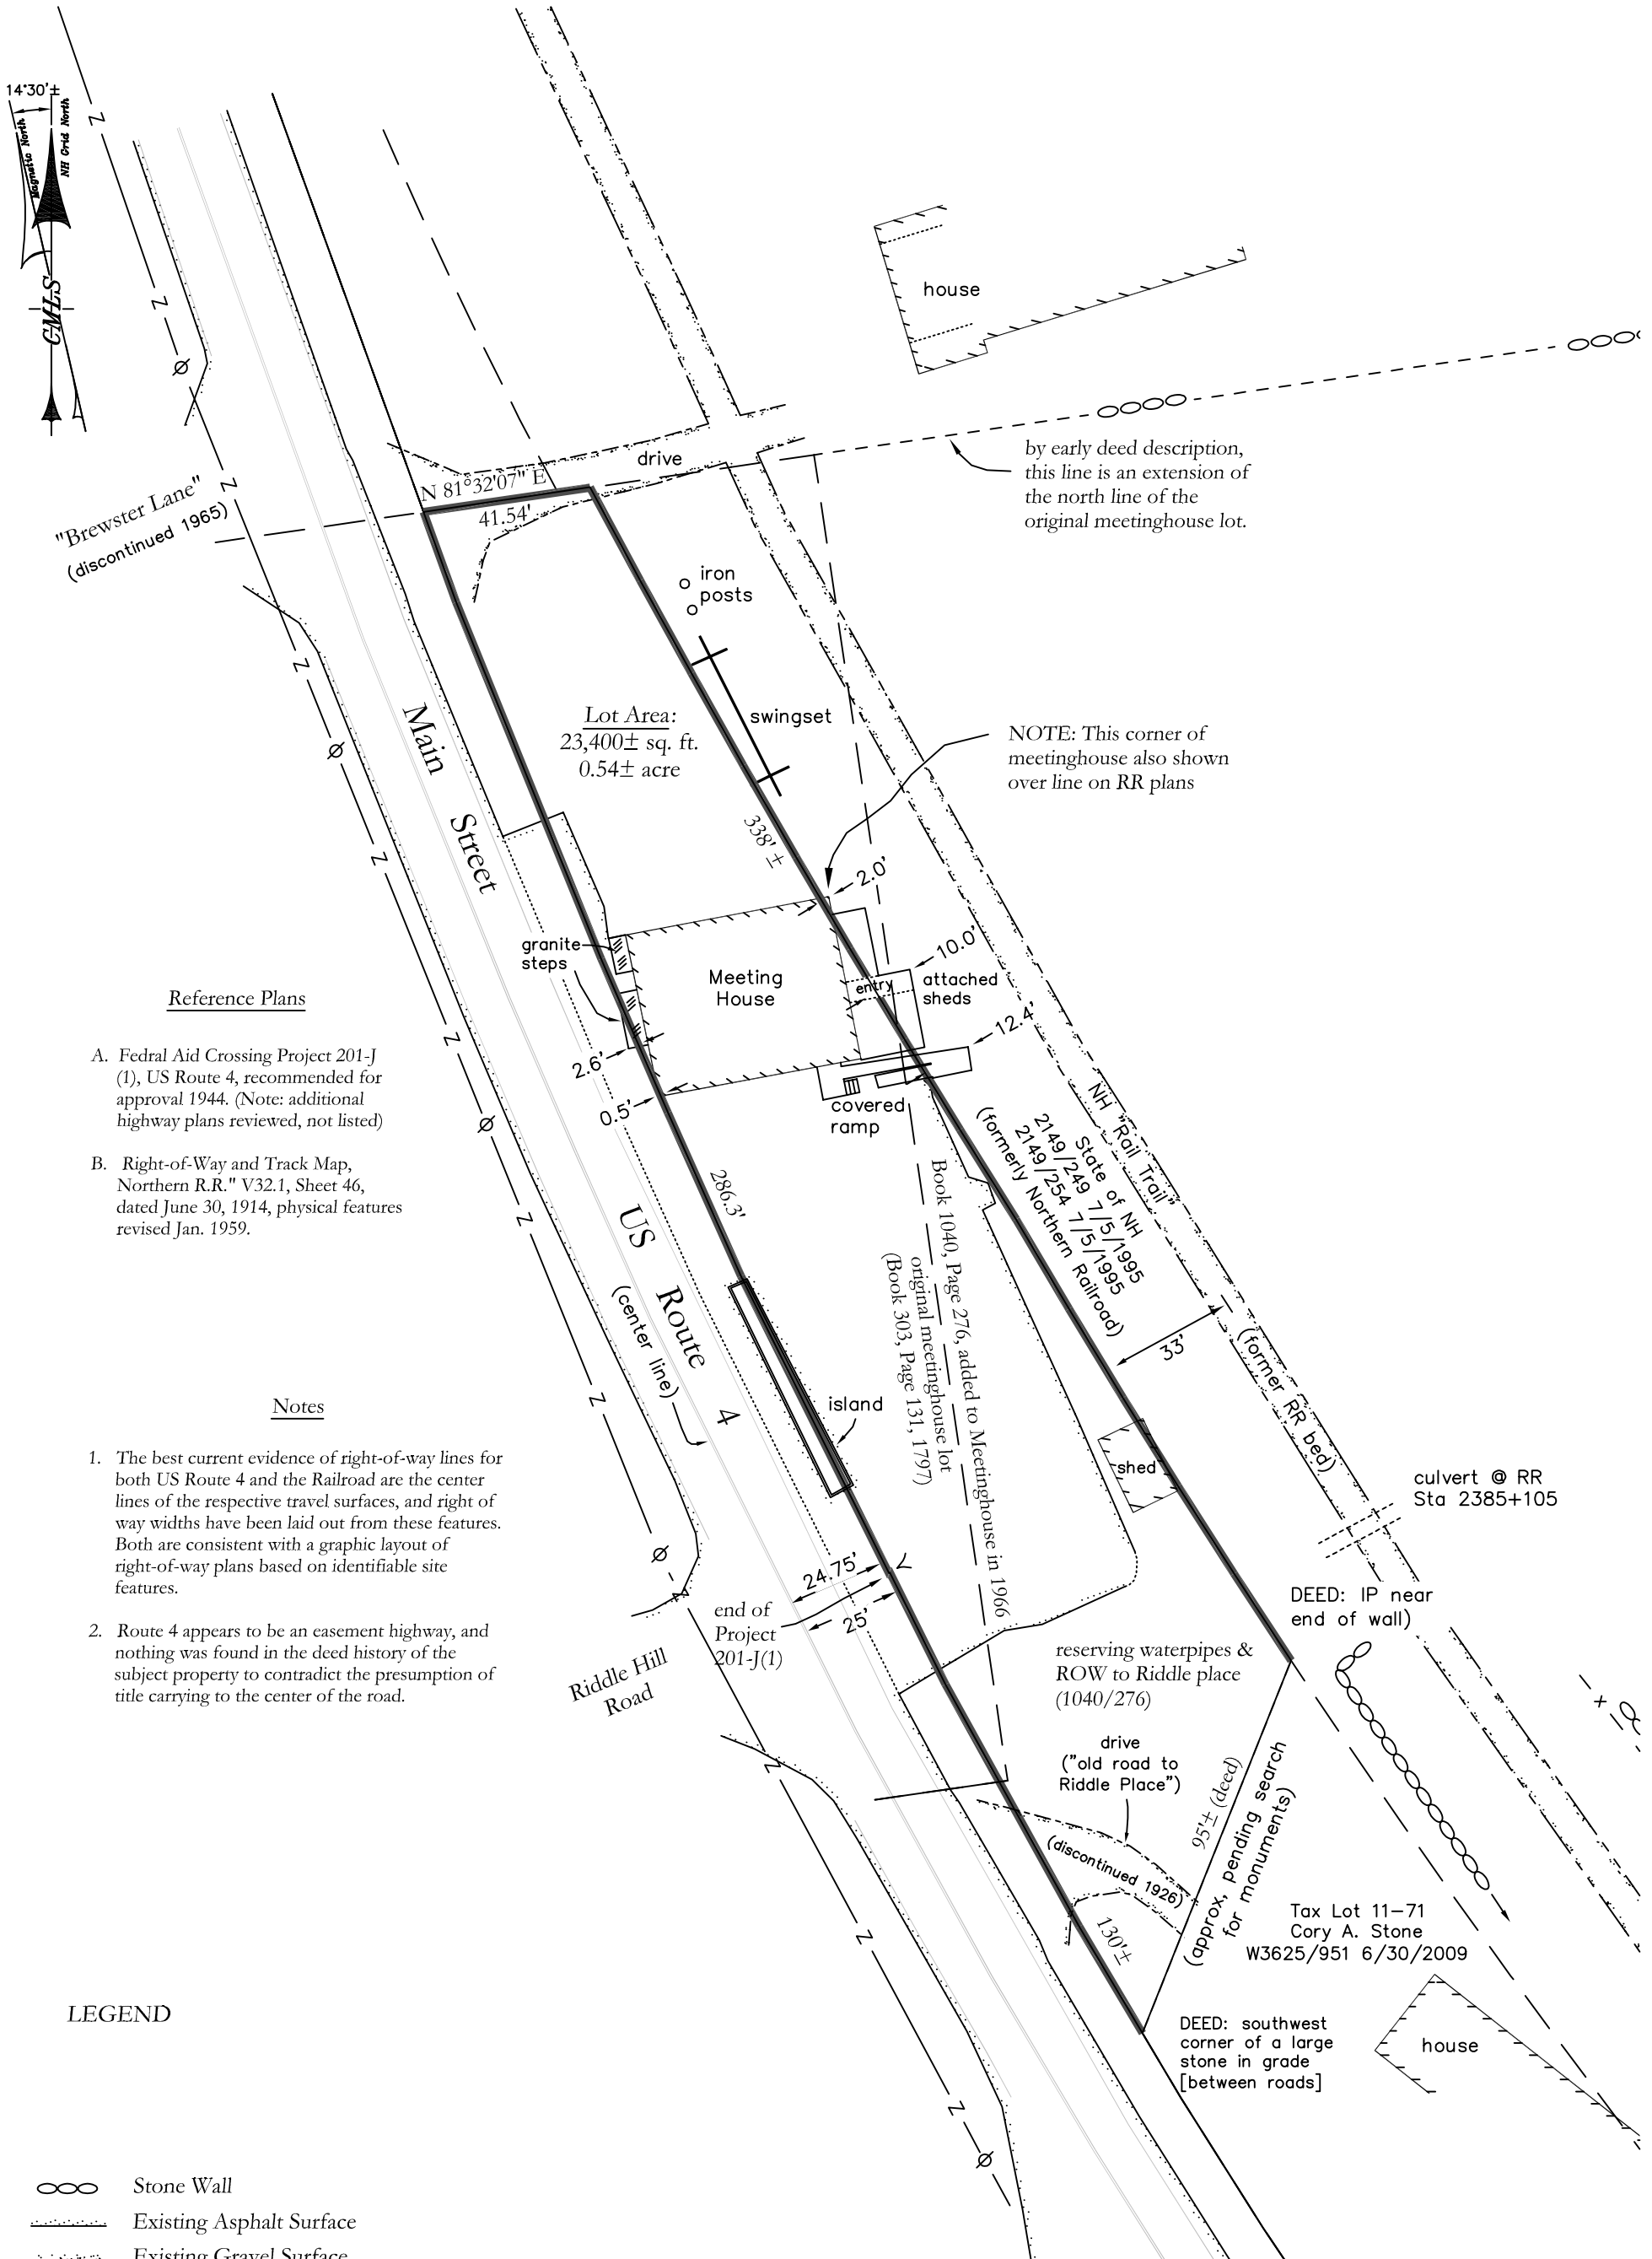 14°30'±
Magnetic North
NH Grid North
CMLS
house
drive
N 81°32'07" E
41.54'
by early deed description,
this line is an extension of
the north line of the
original meetinghouse lot.
"Brewster Lane"
(discontinued 1965)
iron
posts
swingset
Lot Area:
23,400± sq. ft.
0.54± acre
Main
Street
338'±
NOTE: This corner of
meetinghouse also shown
over line on RR plans
2.0'
10.0'
granite
steps
Meeting
House
entry
attached
sheds
12.4'
2.6'
0.5'
covered
ramp
Reference Plans
A. Fedral Aid Crossing Project 201-J
(1), US Route 4, recommended for
approval 1944. (Note: additional
highway plans reviewed, not listed)
B. Right-of-Way and Track Map,
Northern R.R." V32.1, Sheet 46,
dated June 30, 1914, physical features
revised Jan. 1959.
NH "Rail Trail"
State of NH
2149/249 7/5/1995
2149/254 7/5/1995
(formerly Northern Railroad)
286.3'
US
Route
4
(center line)
Book 1040, Page 276, added to Meetinghouse in 1966
original meetinghouse lot
(Book 303, Page 131, 1797)
33'
(former RR bed)
island
shed
culvert @ RR
Sta 2385+105
Notes
1. The best current evidence of right-of-way lines for
both US Route 4 and the Railroad are the center
lines of the respective travel surfaces, and right of
way widths have been laid out from these features.
Both are consistent with a graphic layout of
right-of-way plans based on identifiable site
features.
2. Route 4 appears to be an easement highway, and
nothing was found in the deed history of the
subject property to contradict the presumption of
title carrying to the center of the road.
24.75'
25'
end of
Project
201-J(1)
Riddle Hill
Road
DEED: IP near
end of wall)
reserving waterpipes &
ROW to Riddle place
(1040/276)
drive
("old road to
Riddle Place")
(discontinued 1926)
95'± (deed)
(approx, pending search
for monuments)
130'±
Tax Lot 11-71
Cory A. Stone
W3625/951 6/30/2009
DEED: southwest
corner of a large
stone in grade
[between roads]
house
LEGEND
Stone Wall
Existing Asphalt Surface
Existing Gravel Surface